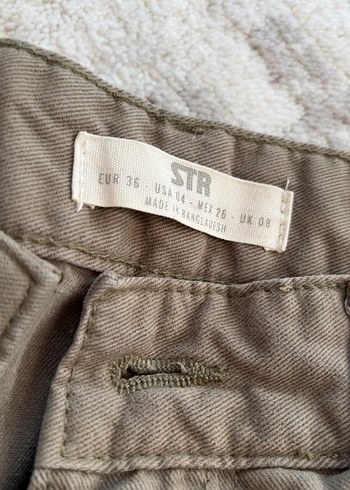 STR
EUR 36 - USA 04 - MEX 26 - UK 08
MADE IN BANGLADESH